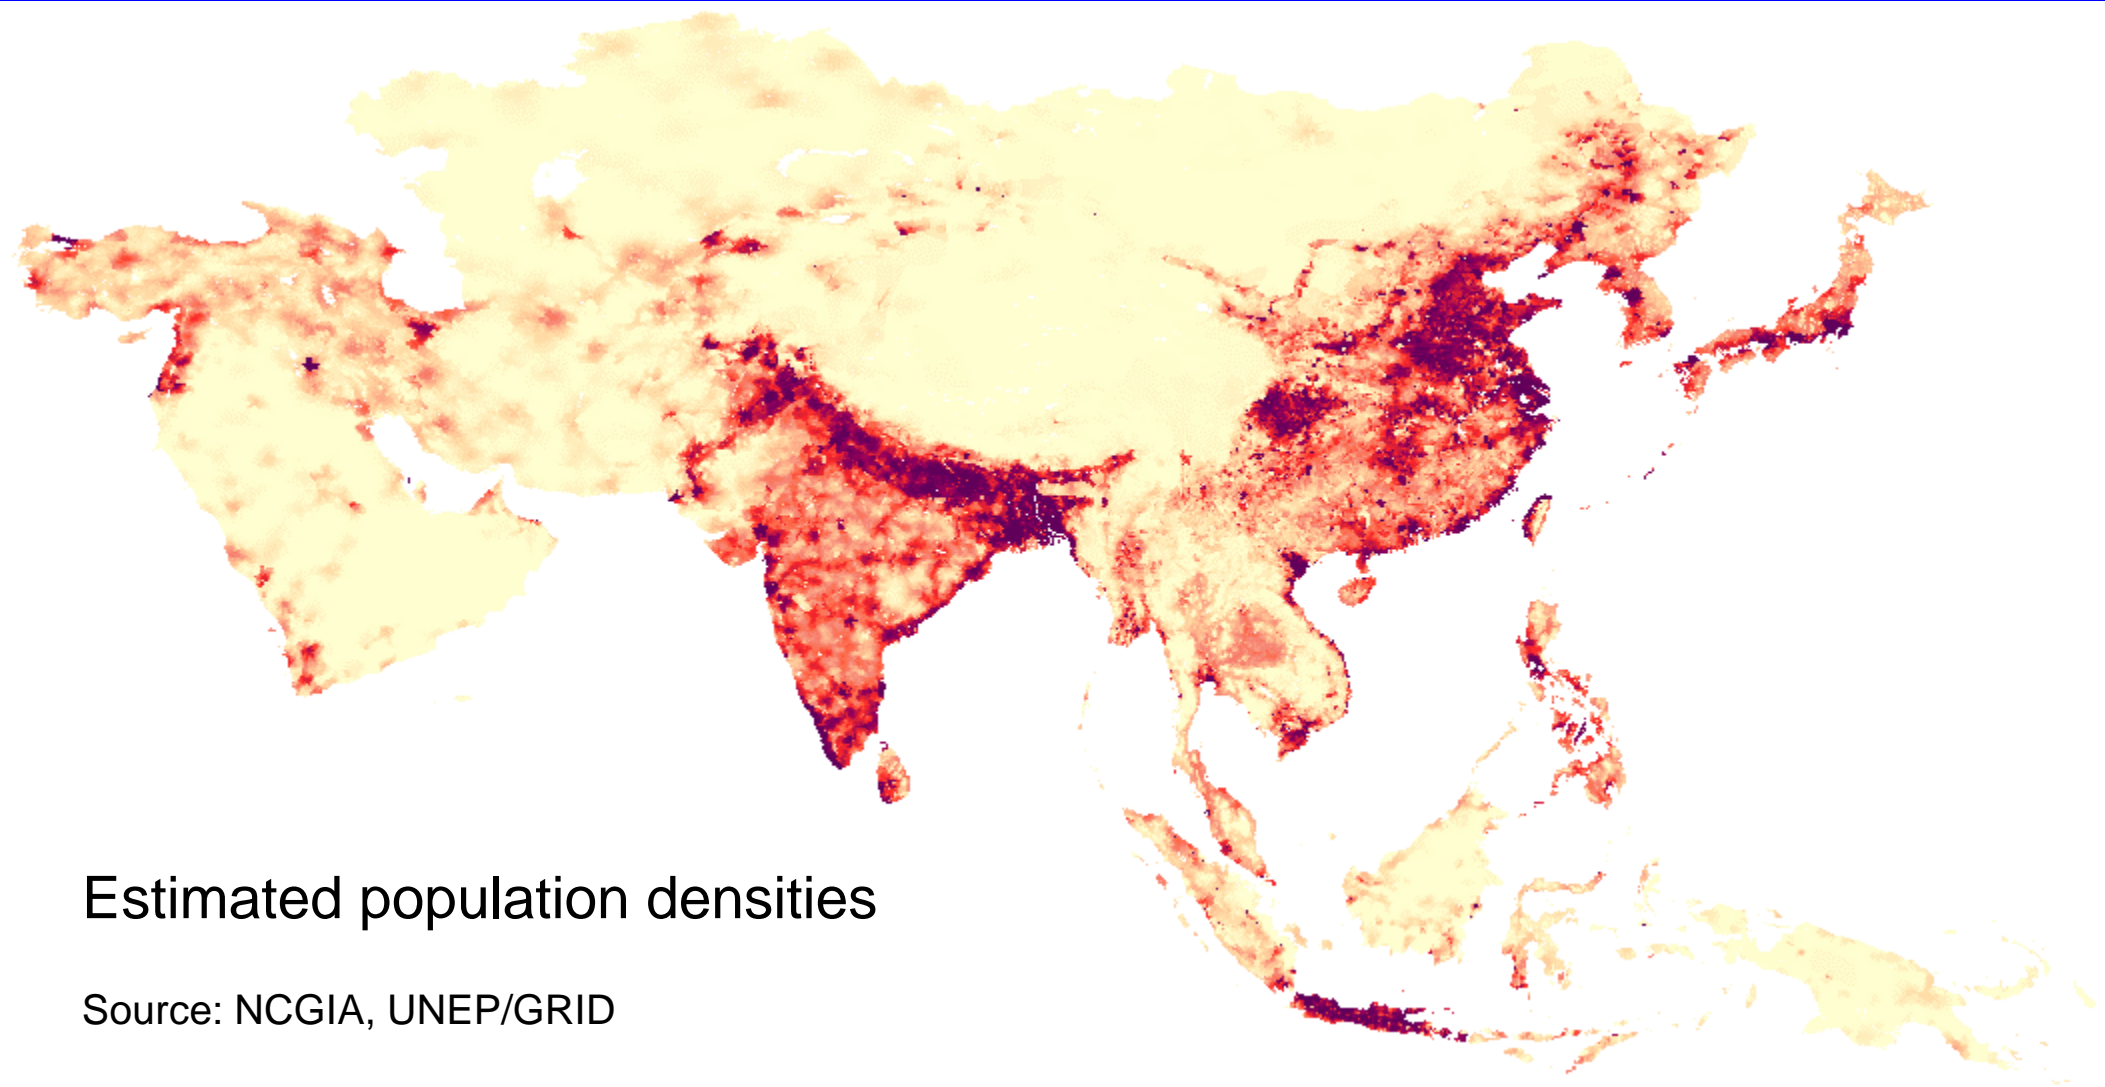 Estimated population densities
Source: NCGIA, UNEP/GRID